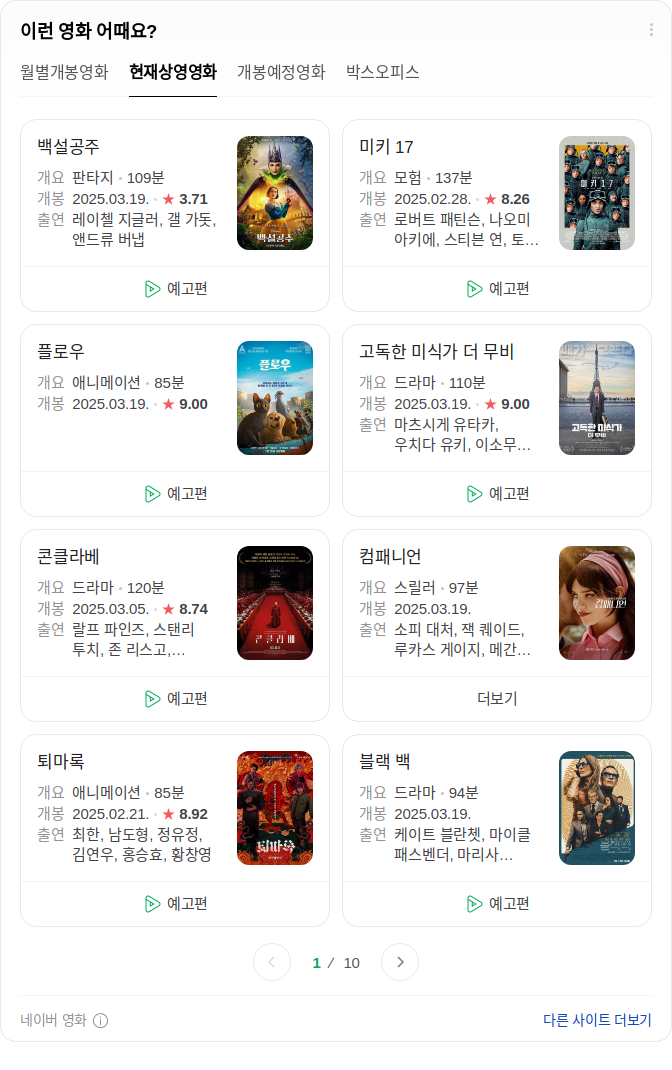 이런 영화 어때요?
월별개봉영화 현재상영영화 개봉예정영화 박스오피스
백설공주
개요 판타지 · 109분
개봉 2025.03.19. · ★ 3.71
출연 레이첼 지글러, 갤 가돗,
앤드류 버냅
백설공주
예고편
미키 17
개요 모험 · 137분
개봉 2025.02.28. · ★ 8.26
출연 로버트 패틴슨, 나오미
아키에, 스티븐 연, 토...
미키 17
예고편
플로우
개요 애니메이션 · 85분
개봉 2025.03.19. · ★ 9.00
플로우
예고편
고독한 미식가 더 무비
개요 드라마 · 110분
개봉 2025.03.19. · ★ 9.00
출연 마츠시게 유타카,
우치다 유키, 이소무...
고독한 미식가
더 무비
예고편
콘클라베
개요 드라마 · 120분
개봉 2025.03.05. · ★ 8.74
출연 랄프 파인즈, 스탠리
투치, 존 리스고,...
콘클라베
예고편
컴패니언
개요 스릴러 · 97분
개봉 2025.03.19.
출연 소피 대처, 잭 퀘이드,
루카스 게이지, 메간...
컴패니언
더보기
퇴마록
개요 애니메이션 · 85분
개봉 2025.02.21. · ★ 8.92
출연 최한, 남도형, 정유정,
김연우, 홍승효, 황창영
퇴마록
예고편
블랙 백
개요 드라마 · 94분
개봉 2025.03.19.
출연 케이트 블란쳇, 마이클
패스벤더, 마리사...
예고편
1 / 10
네이버 영화
다른 사이트 더보기